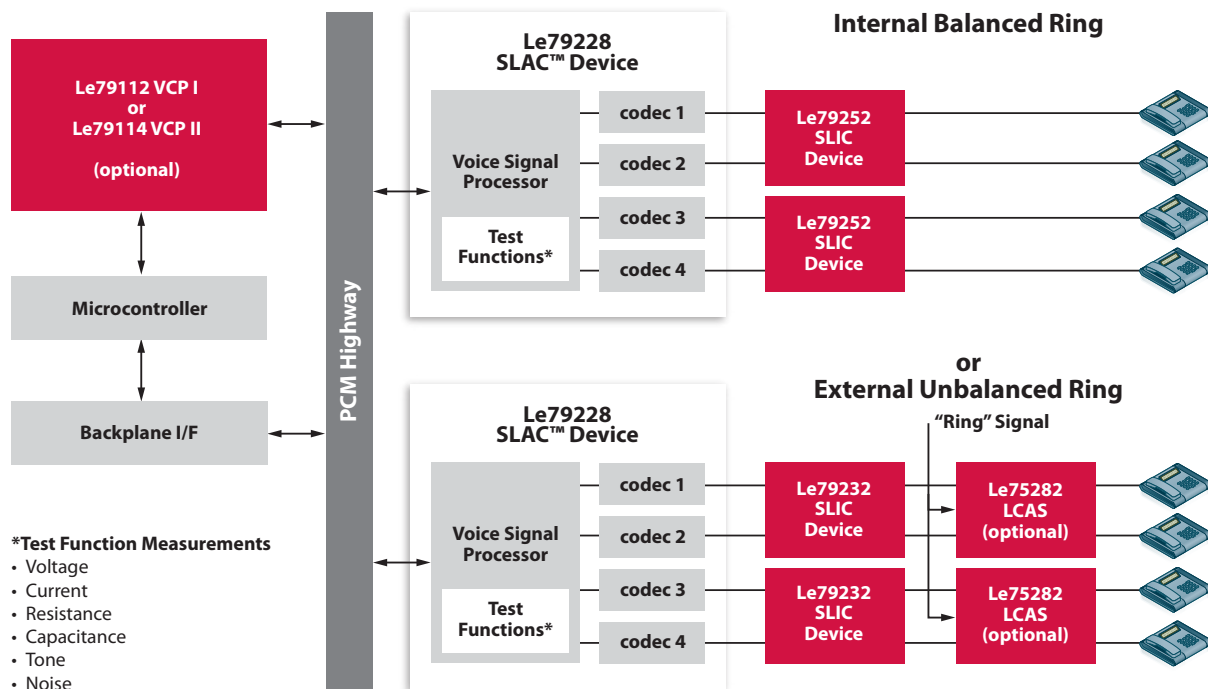 Le79112 VCP I
or
Le79114 VCP II
(optional)
Microcontroller
Backplane I/F
*Test Function Measurements
• Voltage
• Current
• Resistance
• Capacitance
• Tone
• Noise
PCM Highway
Le79228
SLAC™ Device
Voice Signal
Processor
Test
Functions*
codec 1
codec 2
codec 3
codec 4
Internal Balanced Ring
Le79252
SLIC
Device
Le79252
SLIC
Device
or
External Unbalanced Ring
"Ring" Signal
Le79228
SLAC™ Device
Voice Signal
Processor
Test
Functions*
codec 1
codec 2
codec 3
codec 4
Le79232
SLIC
Device
Le79232
SLIC
Device
Le75282
LCAS
(optional)
Le75282
LCAS
(optional)